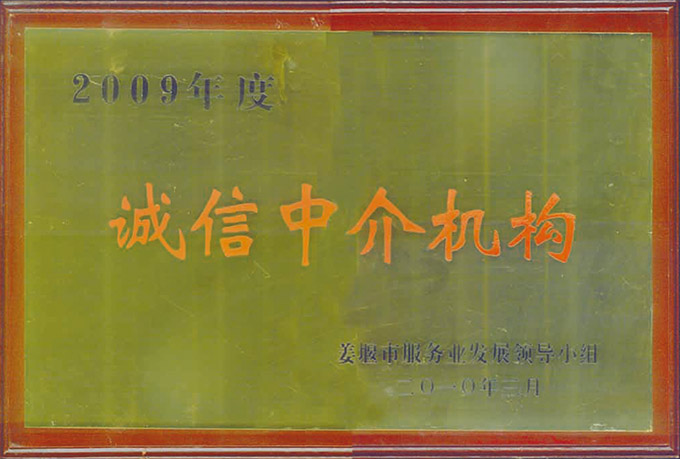 2009年度
诚信中介机构
姜堰市服务业发展领导小组
二〇一〇年二月